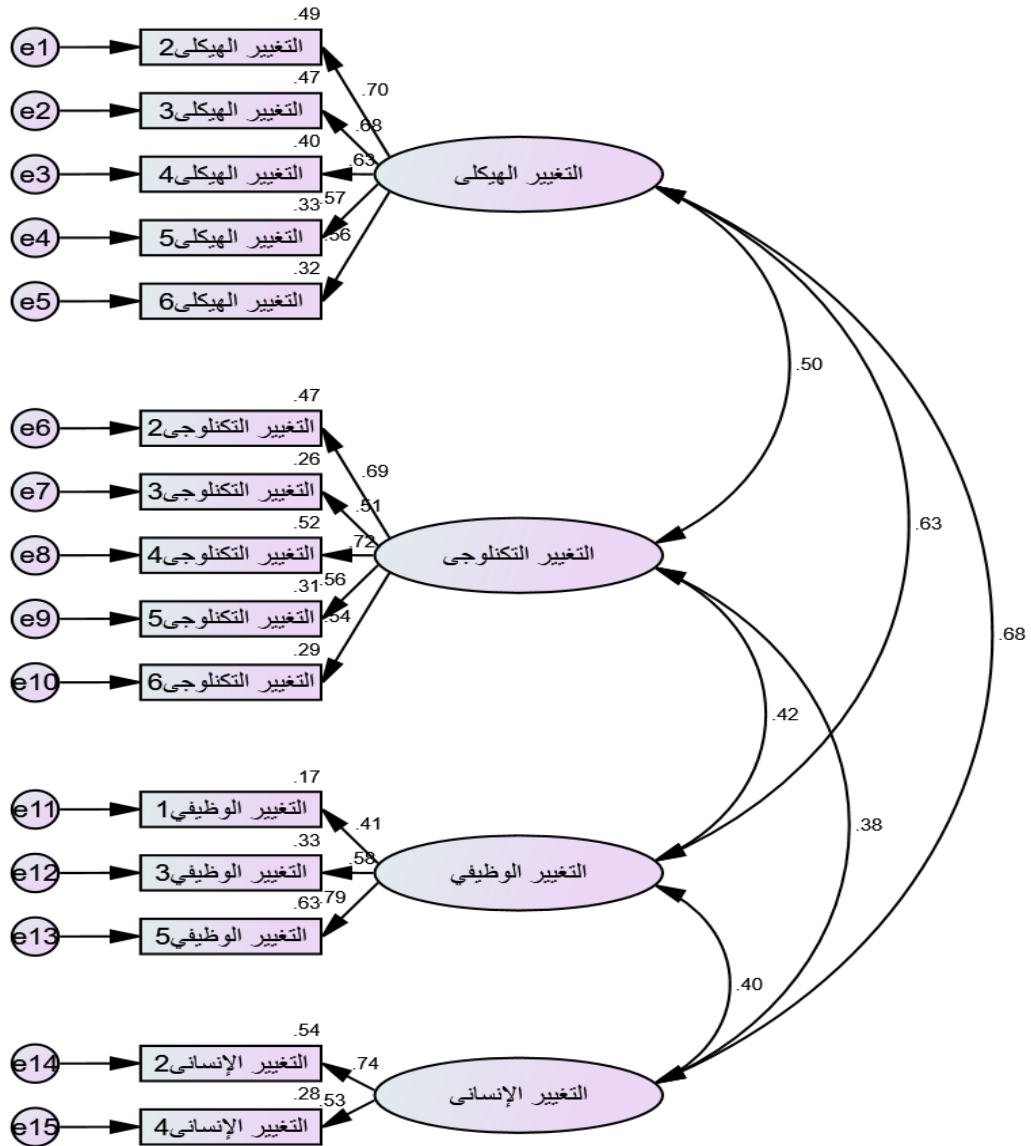 .49
e1 التغيير الهيكلى2
.70
.47
e2 التغيير الهيكلى3
.68
.40
e3 التغيير الهيكلى4
.63
التغيير الهيكلى
.33
.57
e4 التغيير الهيكلى5
.56
.32
e5 التغيير الهيكلى6
.50
.47
e6 التغيير التكنلوجى2
.69
.26
e7 التغيير التكنلوجى3
.51
.52
e8 التغيير التكنلوجى4
.72
التغيير التكنلوجى
.63
.31
.56
e9 التغيير التكنلوجى5
.54
.29
e10 التغيير التكنلوجى6
.68
.42
.17
e11 التغيير الوظيفي1
.41
.38
.33
e12 التغيير الوظيفي3
.58
التغيير الوظيفي
.63
.79
e13 التغيير الوظيفي5
.40
.54
e14 التغيير الإنسانى2
.74
التغيير الإنسانى
.28
.53
e15 التغيير الإنسانى4